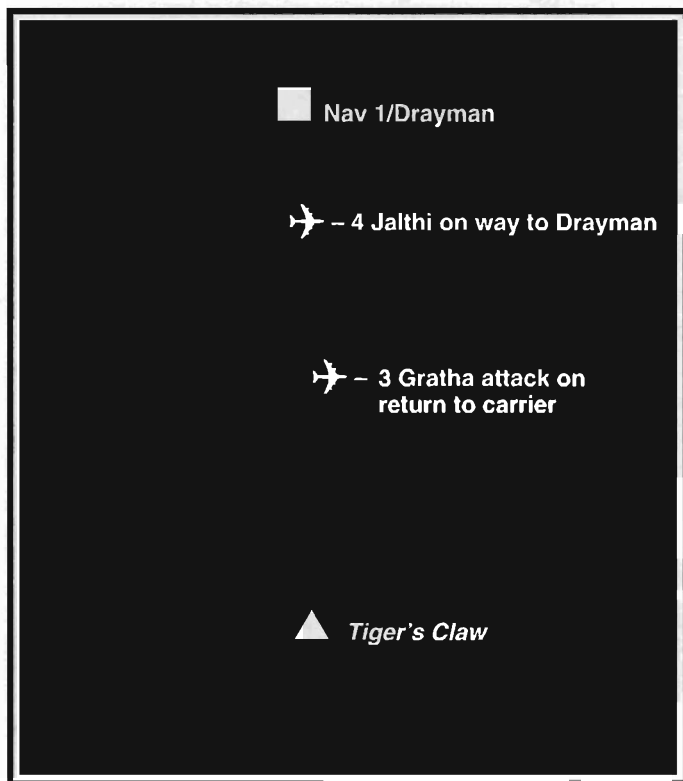 Nav 1/Drayman
– 4 Jalthi on way to Drayman
– 3 Gratha attack on
return to carrier
Tiger's Claw